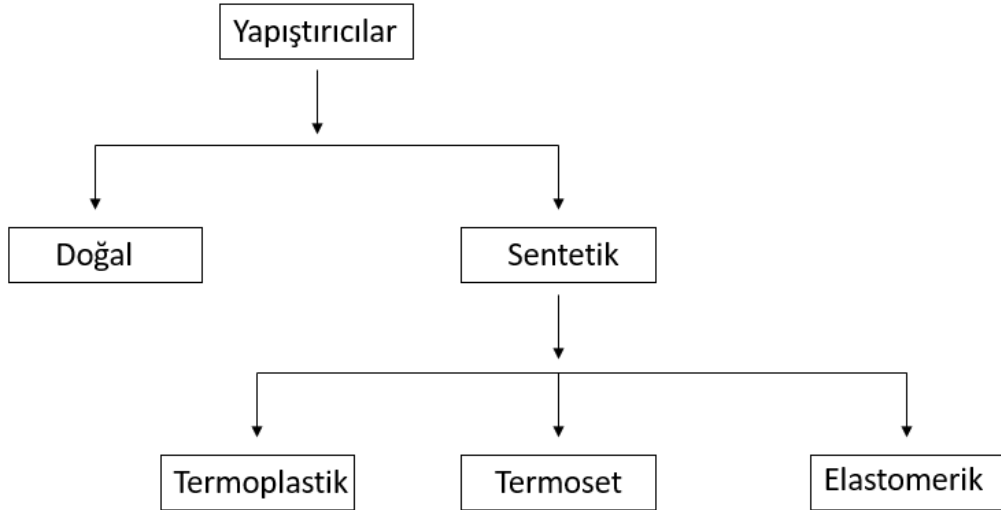 Yapıştırıcılar
Doğal
Sentetik
Termoplastik
Termoset
Elastomerik